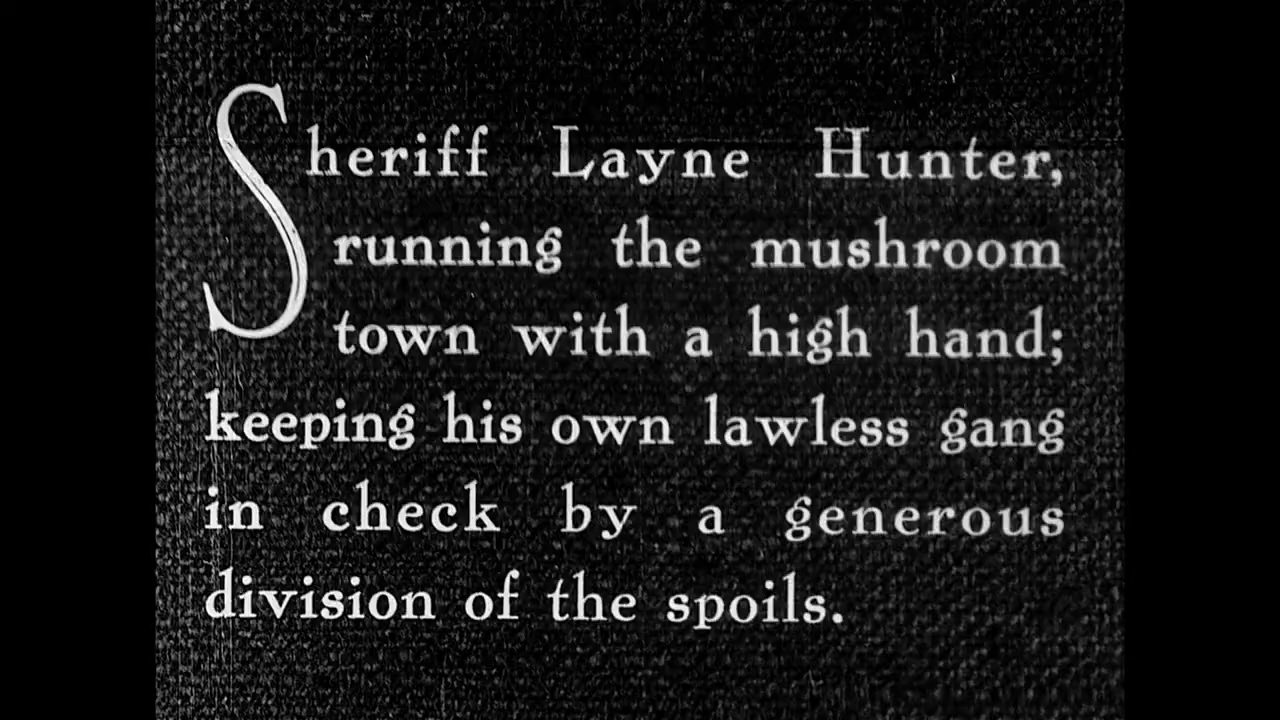 Sheriff Layne Hunter,
running the mushroom
town with a high hand;
keeping his own lawless gang
in check by a generous
division of the spoils.